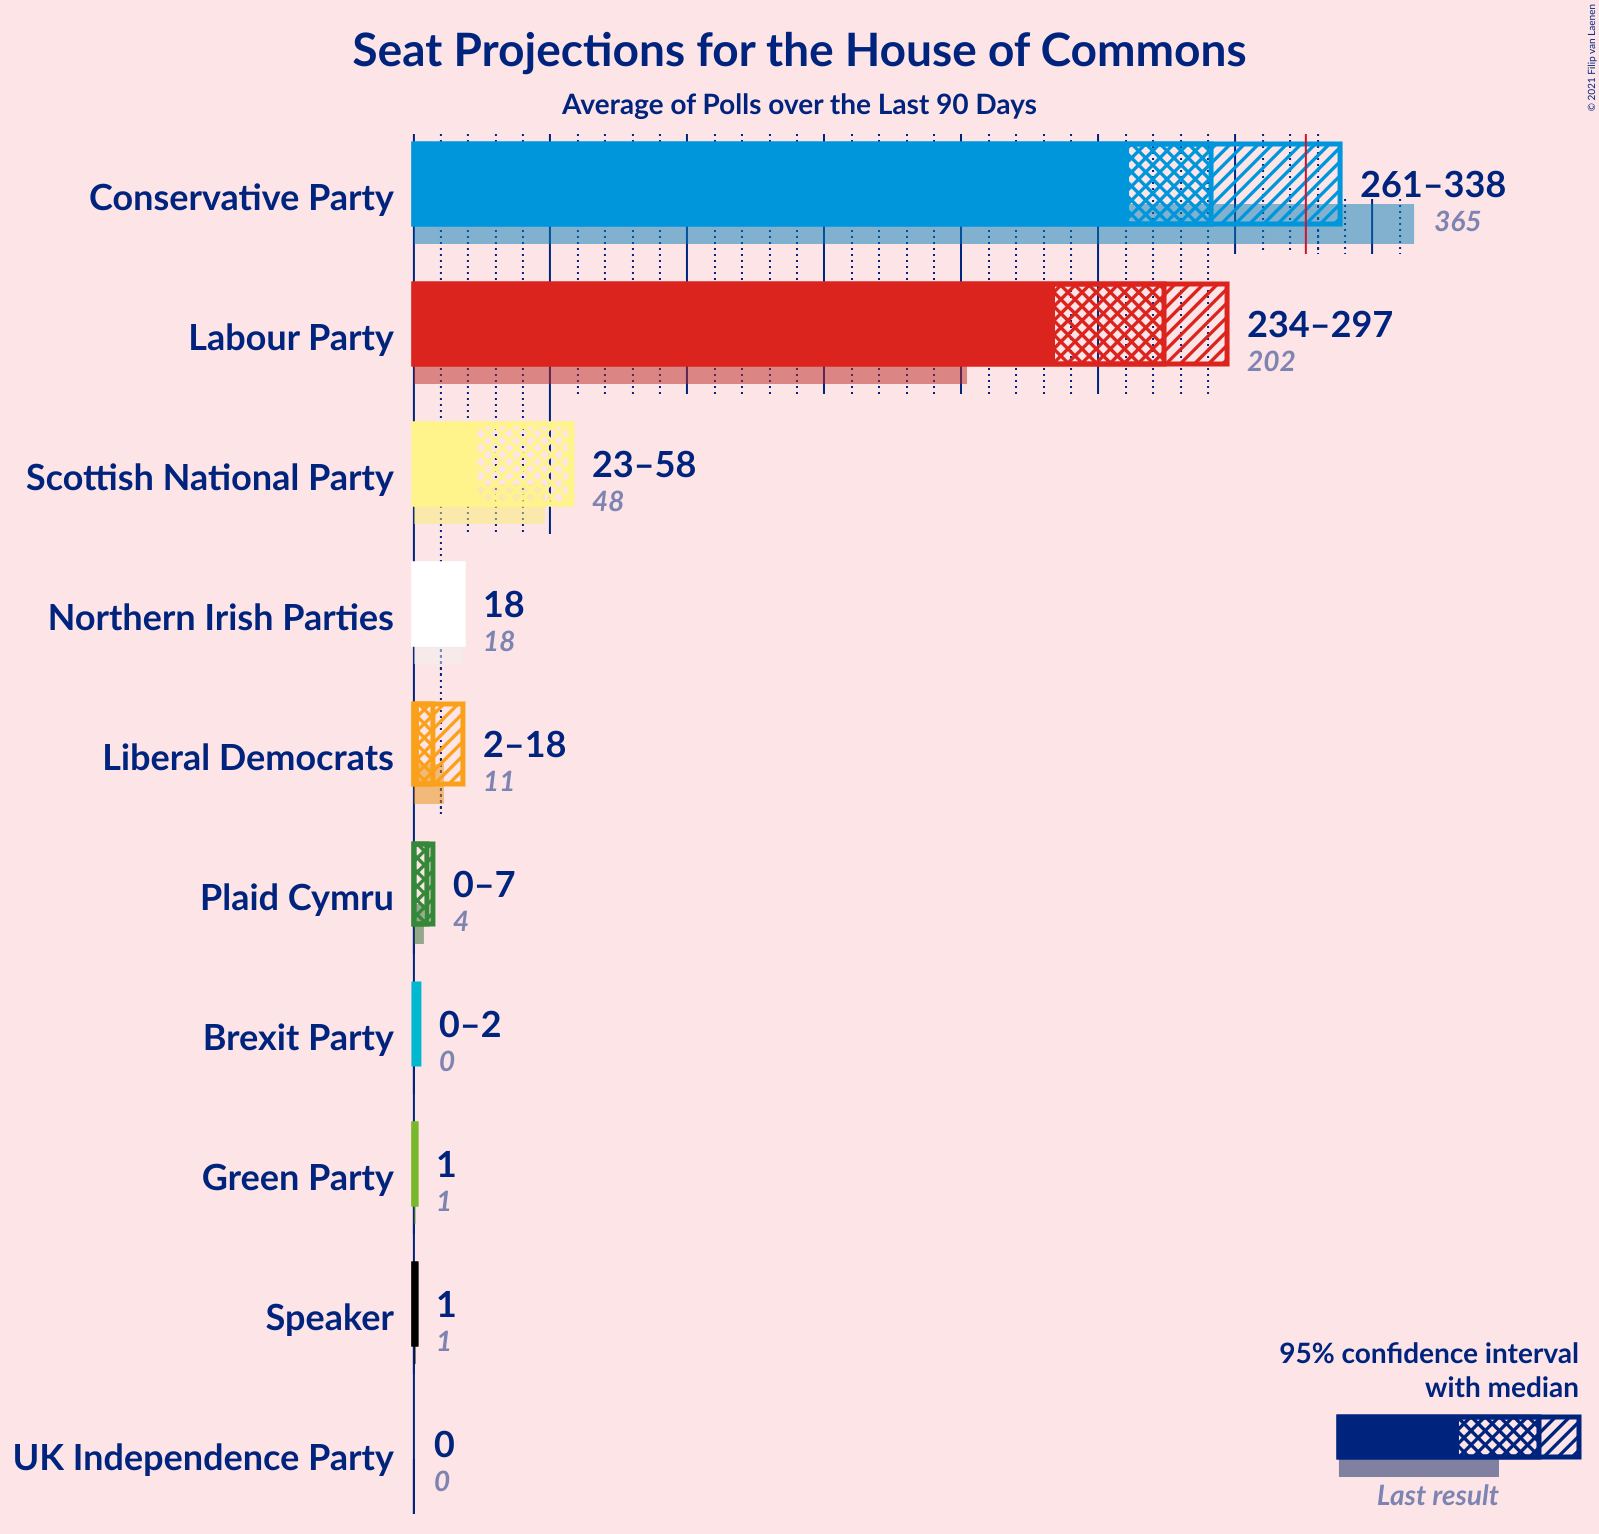 Seat Projections for the House of Commons
Average of Polls over the Last 90 Days
© 2021 Filip van Laenen
Conservative Party
261–338
365
Labour Party
234–297
202
Scottish National Party
23–58
48
Northern Irish Parties
18
18
Liberal Democrats
2–18
11
Plaid Cymru
0–7
4
Brexit Party
0–2
0
Green Party
1
1
Speaker
1
1
UK Independence Party
0
0
95% confidence interval
with median
Last result